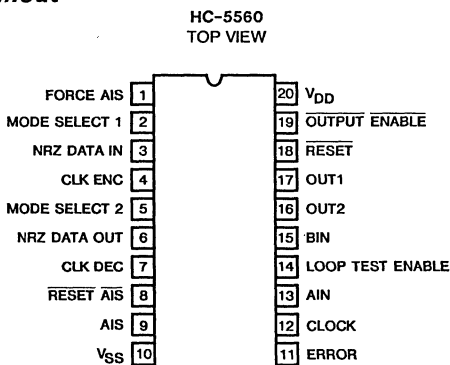 HC-5560
TOP VIEW
FORCE AIS 1
MODE SELECT 1 2
NRZ DATA IN 3
CLK ENC 4
MODE SELECT 2 5
NRZ DATA OUT 6
CLK DEC 7
RESET AIS 8
AIS 9
VSS 10
20 VDD
19 OUTPUT ENABLE
18 RESET
17 OUT1
16 OUT2
15 BIN
14 LOOP TEST ENABLE
13 AIN
12 CLOCK
11 ERROR